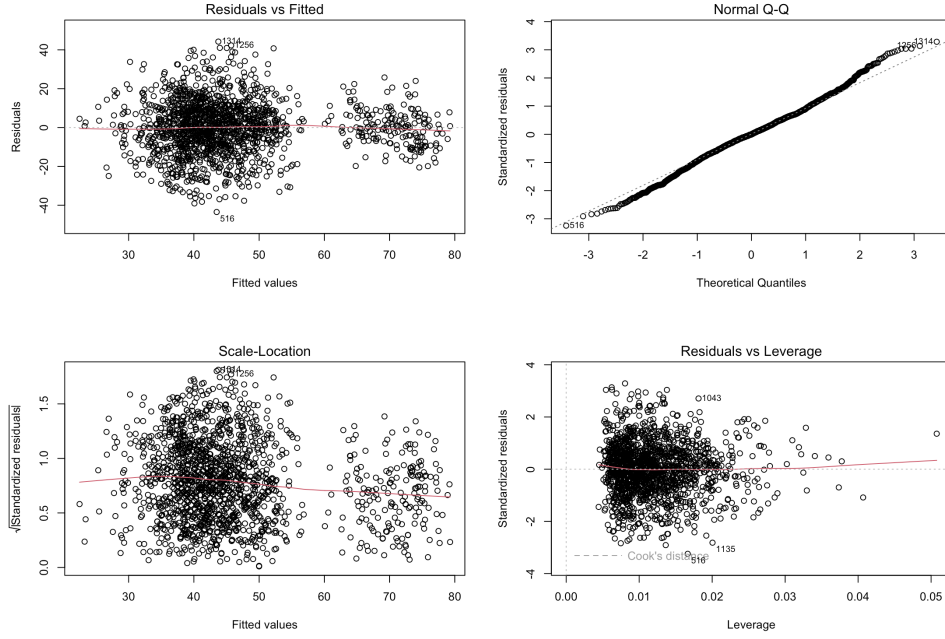 Residuals vs Fitted
Residuals
40
20
0
-20
-40
1314
1256
516
30 40 50 60 70 80
Fitted values
Normal Q-Q
Standardized residuals
4
3
2
1
0
-1
-2
-3
1314
516
-3 -2 -1 0 1 2 3
Theoretical Quantiles
Scale-Location
√|Standardized residuals|
1.5
1.0
0.5
0.0
1256
30 40 50 60 70 80
Fitted values
Residuals vs Leverage
Standardized residuals
4
2
0
-2
-4
1043
1135
516
Cook's distance
0.00 0.01 0.02 0.03 0.04 0.05
Leverage